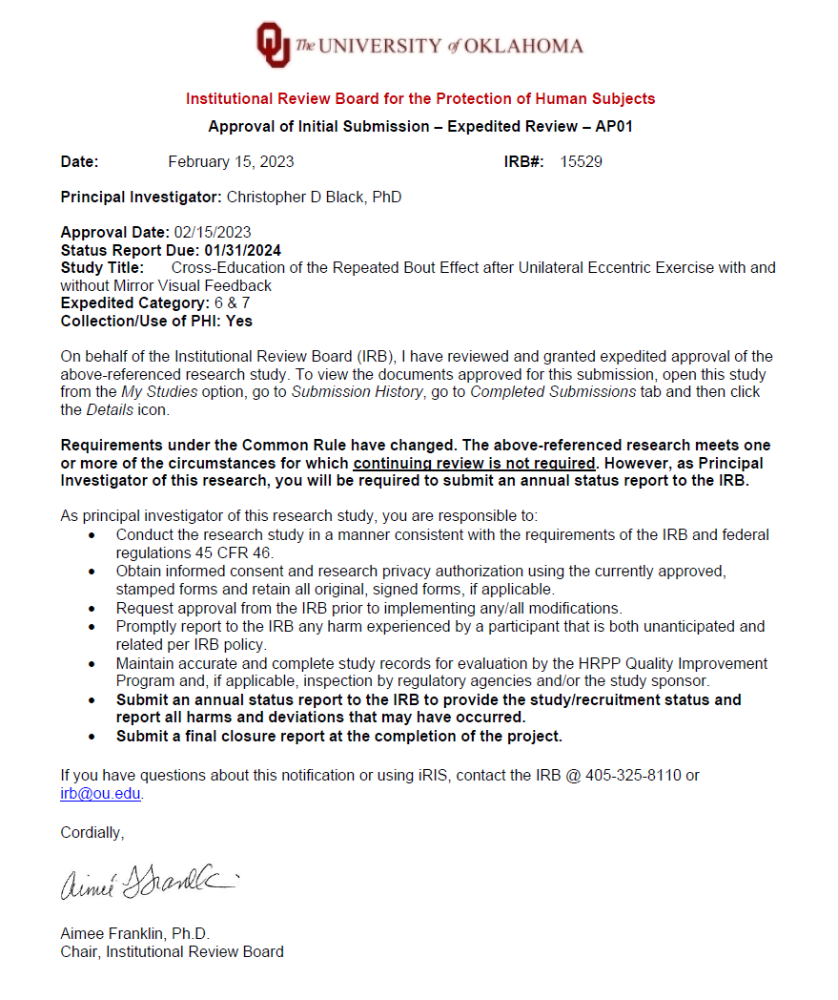 The UNIVERSITY of OKLAHOMA
Institutional Review Board for the Protection of Human Subjects
Approval of Initial Submission – Expedited Review – AP01
Date: February 15, 2023 IRB#: 15529
Principal Investigator: Christopher D Black, PhD
Approval Date: 02/15/2023
Status Report Due: 01/31/2024
Study Title: Cross-Education of the Repeated Bout Effect after Unilateral Eccentric Exercise with and
without Mirror Visual Feedback
Expedited Category: 6 & 7
Collection/Use of PHI: Yes
On behalf of the Institutional Review Board (IRB), I have reviewed and granted expedited approval of the
above-referenced research study. To view the documents approved for this submission, open this study
from the My Studies option, go to Submission History, go to Completed Submissions tab and then click
the Details icon.
Requirements under the Common Rule have changed. The above-referenced research meets one
or more of the circumstances for which continuing review is not required. However, as Principal
Investigator of this research, you will be required to submit an annual status report to the IRB.
As principal investigator of this research study, you are responsible to:
• Conduct the research study in a manner consistent with the requirements of the IRB and federal
regulations 45 CFR 46.
• Obtain informed consent and research privacy authorization using the currently approved,
stamped forms and retain all original, signed forms, if applicable.
• Request approval from the IRB prior to implementing any/all modifications.
• Promptly report to the IRB any harm experienced by a participant that is both unanticipated and
related per IRB policy.
• Maintain accurate and complete study records for evaluation by the HRPP Quality Improvement
Program and, if applicable, inspection by regulatory agencies and/or the study sponsor.
• Submit an annual status report to the IRB to provide the study/recruitment status and
report all harms and deviations that may have occurred.
• Submit a final closure report at the completion of the project.
If you have questions about this notification or using iRIS, contact the IRB @ 405-325-8110 or
irb@ou.edu.
Cordially,
Aimee Franklin, Ph.D.
Chair, Institutional Review Board